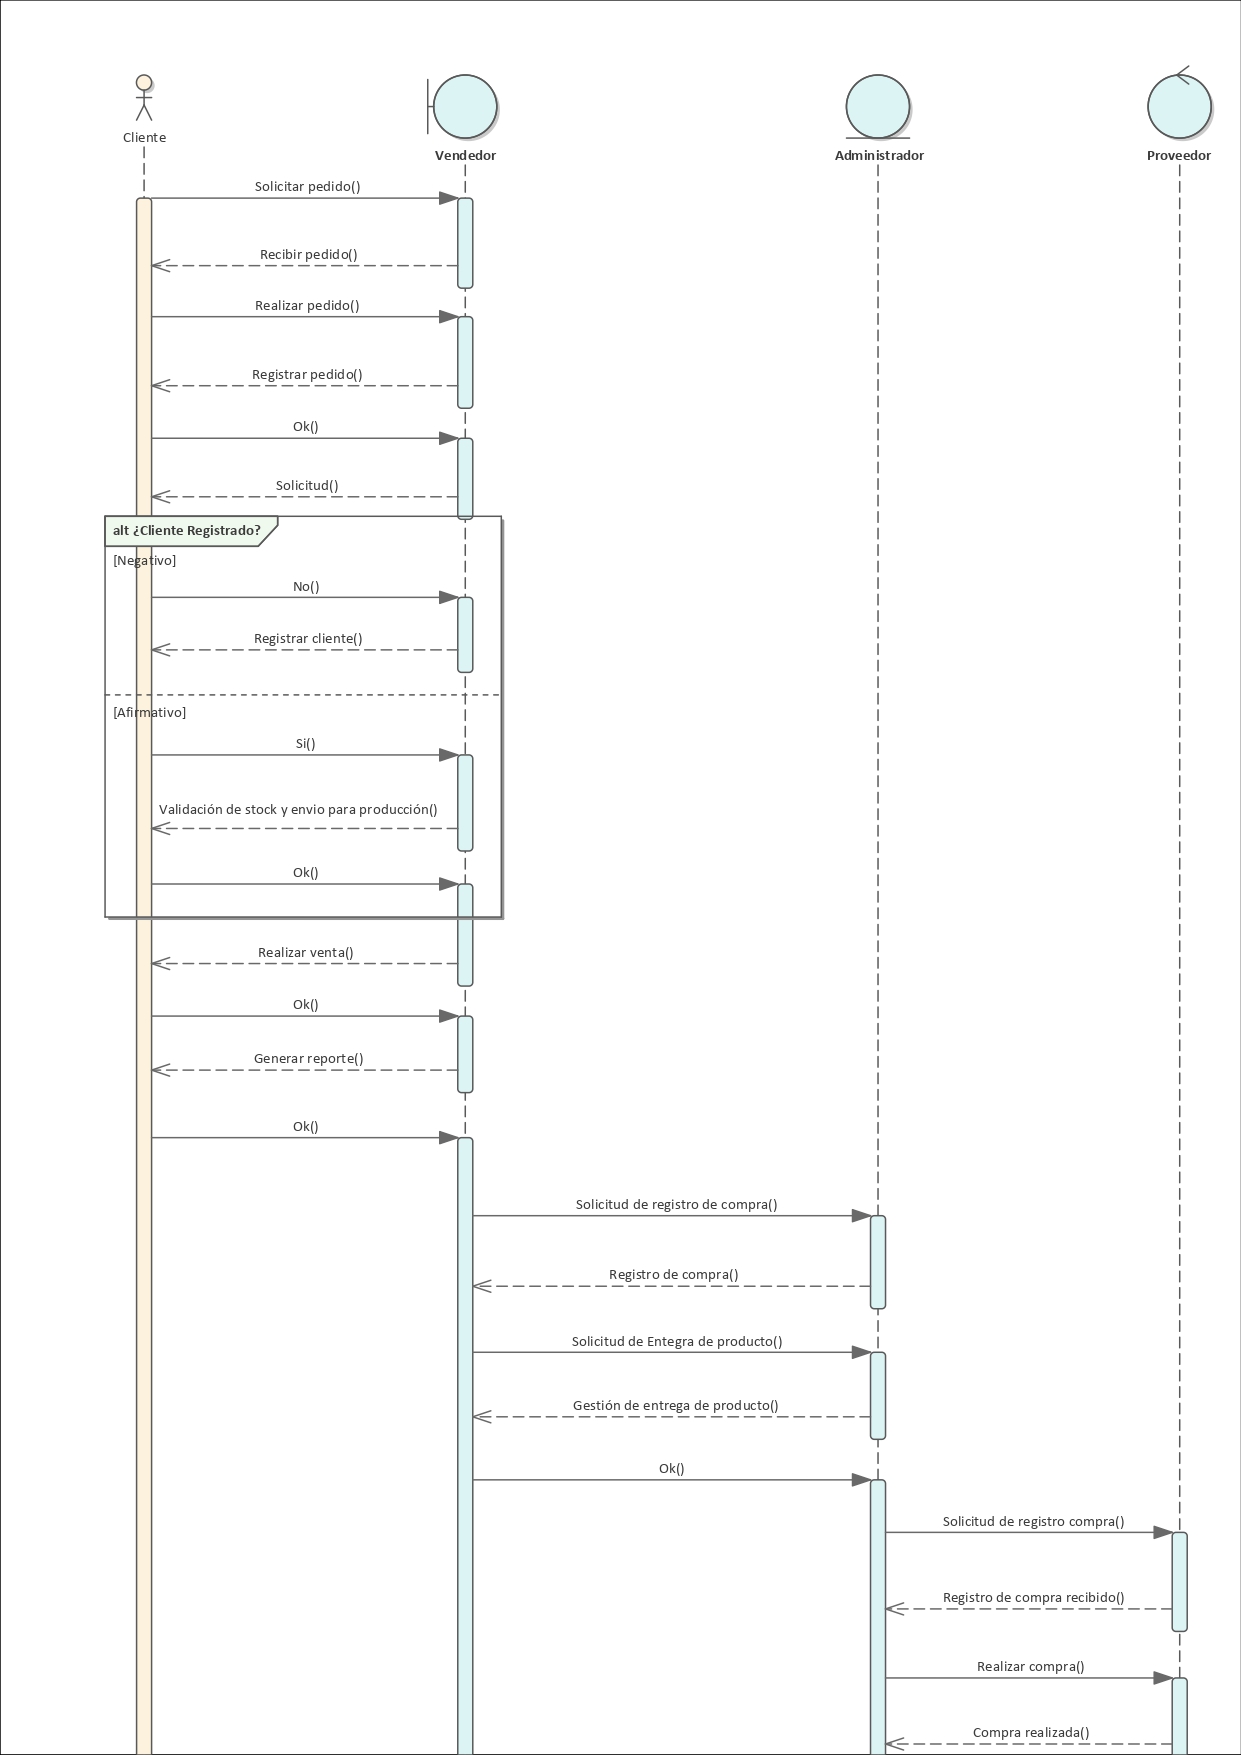 Cliente
Vendedor
Administrador
Proveedor
Solicitar pedido()
Recibir pedido()
Realizar pedido()
Registrar pedido()
Ok()
Solicitud()
alt ¿Cliente Registrado?
[Negativo]
No()
Registrar cliente()
[Afirmativo]
Si()
Validación de stock y envio para producción()
Ok()
Realizar venta()
Ok()
Generar reporte()
Ok()
Solicitud de registro de compra()
Registro de compra()
Solicitud de Entegra de producto()
Gestión de entrega de producto()
Ok()
Solicitud de registro compra()
Registro de compra recibido()
Realizar compra()
Compra realizada()